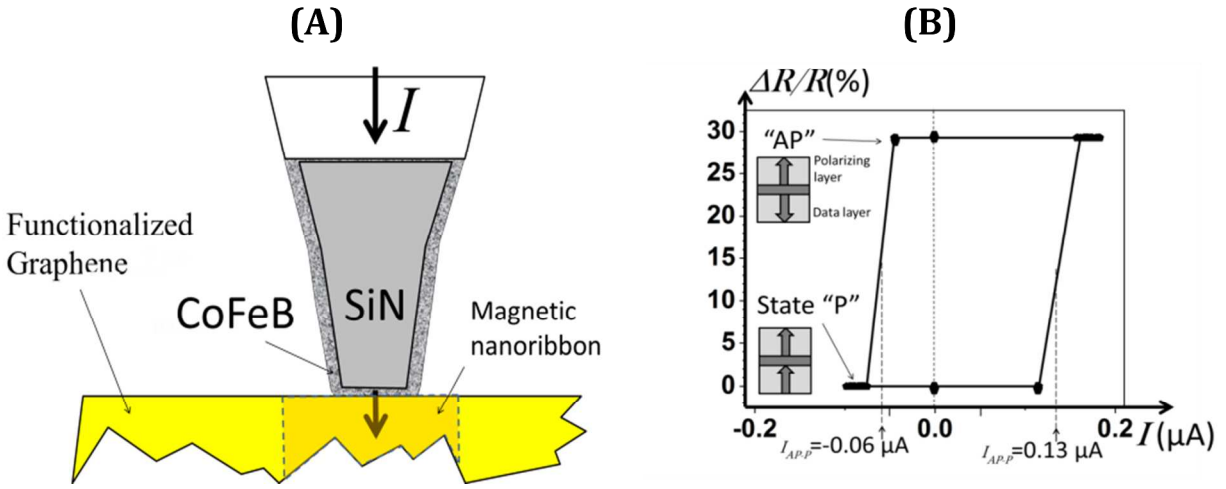 (A)
I
Functionalized
Graphene
CoFeB
SiN
Magnetic
nanoribbon
(B)
ΔR/R(%)
30
25
20
15
10
5
0
"AP"
Polarizing
layer
Data layer
State "P"
-0.2
0.0
0.2
I(µA)
I_AP-P=-0.06 µA
I_AP-P=0.13 µA